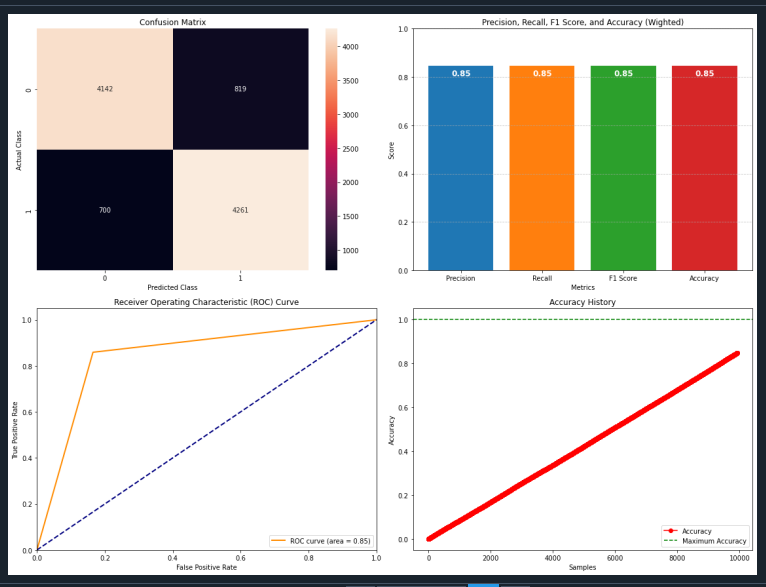 Confusion Matrix
4142
819
700
4261
0
1
Actual Class
0
1
Predicted Class
4000
3500
3000
2500
2000
1500
1000
Precision, Recall, F1 Score, and Accuracy (Wighted)
1.0
0.8
0.6
0.4
0.2
0.0
Score
0.85
0.85
0.85
0.85
Precision
Recall
F1 Score
Accuracy
Metrics
Receiver Operating Characteristic (ROC) Curve
1.0
0.8
0.6
0.4
0.2
0.0
True Positive Rate
ROC curve (area = 0.85)
0.0
0.2
0.4
0.6
0.8
1.0
False Positive Rate
Accuracy History
1.0
0.8
0.6
0.4
0.2
0.0
Accuracy
Accuracy
Maximum Accuracy
0
2000
4000
6000
8000
10000
Samples